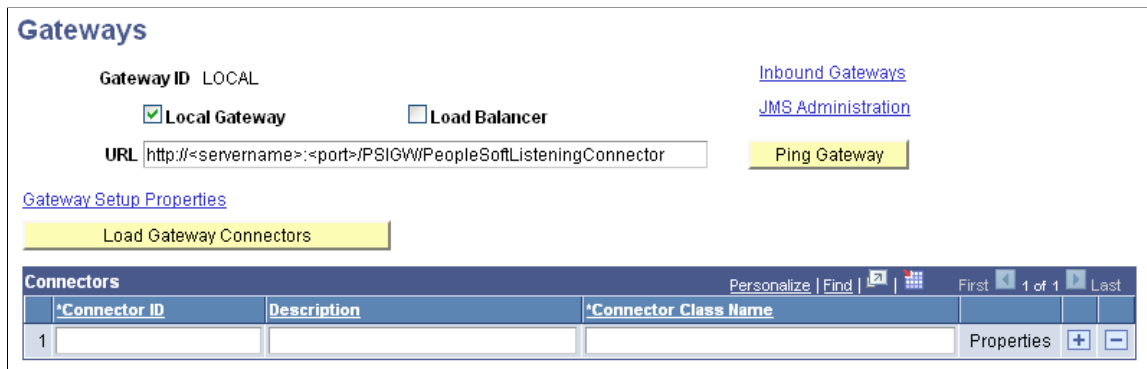 Gateways
Gateway ID LOCAL Inbound Gateways
Local Gateway Load Balancer JMS Administration
URL http://<servername>:<port>/PSIGW/PeopleSoftListeningConnector Ping Gateway
Gateway Setup Properties
Load Gateway Connectors
Connectors Personalize | Find | | First 1 of 1 Last
*Connector ID Description *Connector Class Name
1 Properties